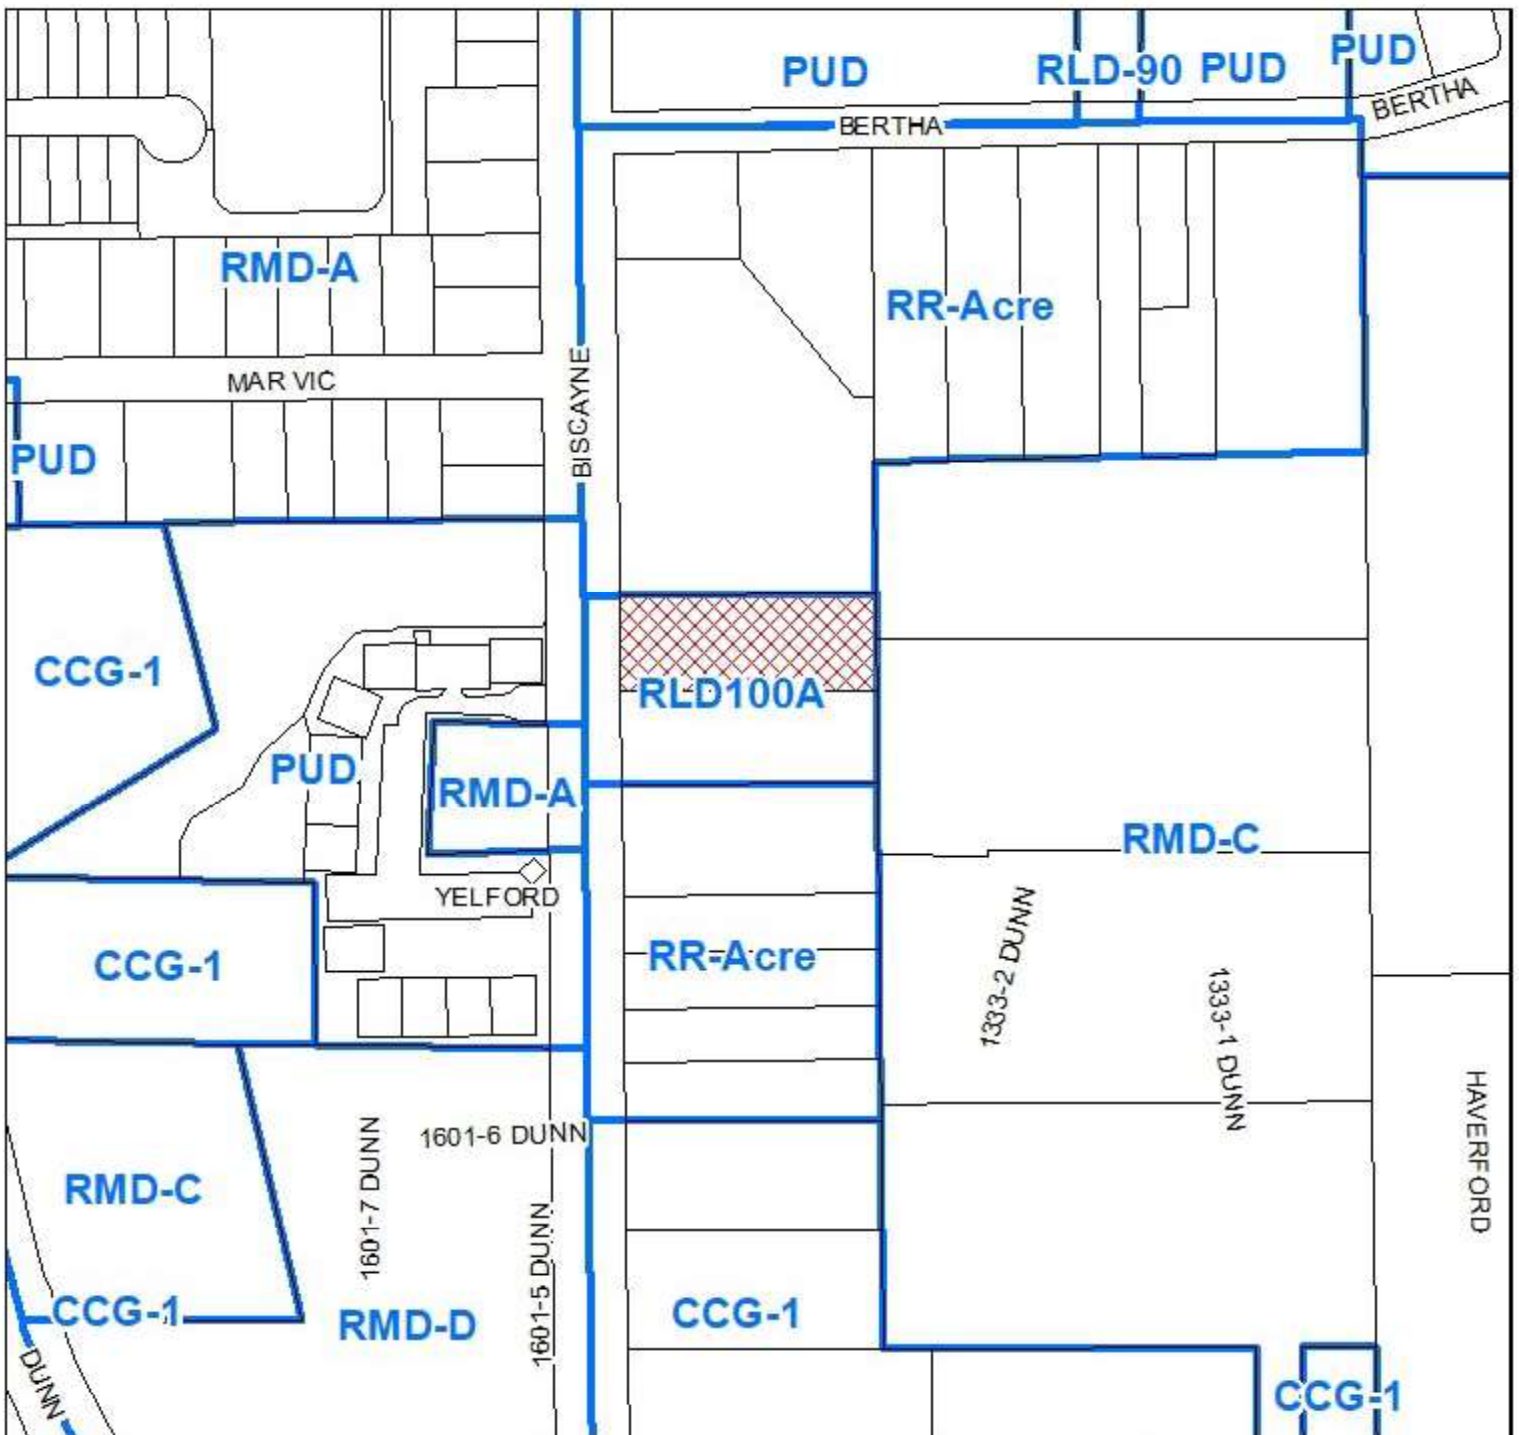 PUD
RLD-90
PUD
PUD
BERTHA
BERTHA
RMD-A
RR-Acre
MARVIC
BISCAYNE
PUD
CCG-1
RLD100A
PUD
RMD-A
RMD-C
YELFORD
CCG-1
RR-Acre
1333-2 DUNN
1333-1 DUNN
HAVERFORD
1601-6 DUNN
1601-7 DUNN
RMD-C
1601-5 DUNN
CCG-1
RMD-D
CCG-1
DUNN
CCG-1